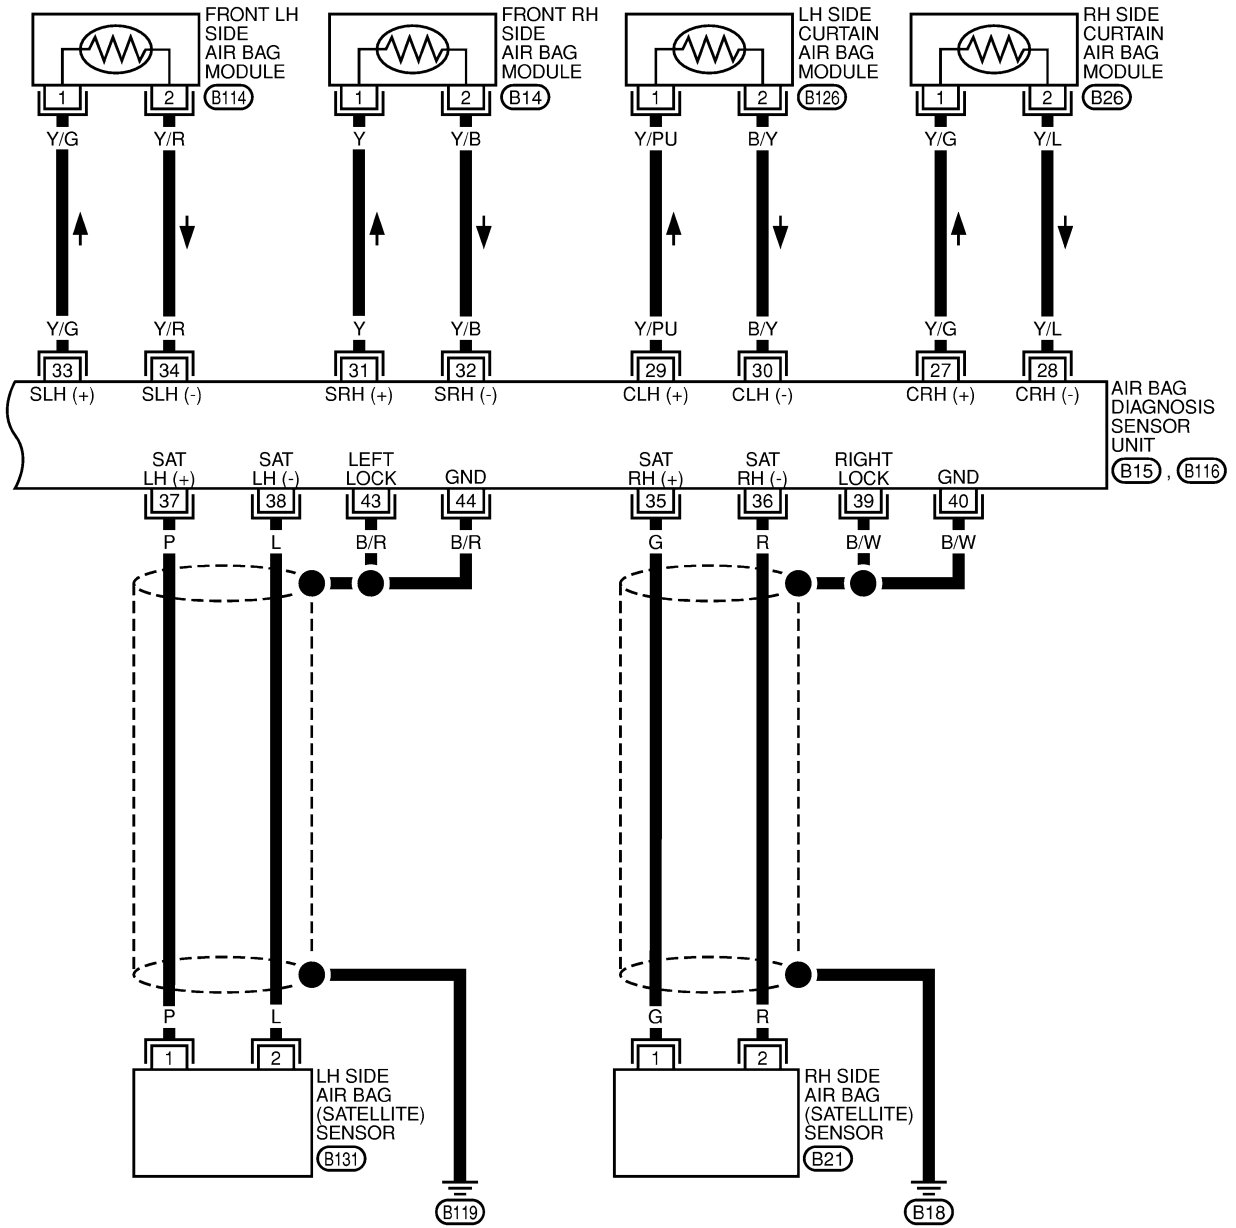 FRONT LH
SIDE
AIR BAG
MODULE
B114
FRONT RH
SIDE
AIR BAG
MODULE
B14
LH SIDE
CURTAIN
AIR BAG
MODULE
B126
RH SIDE
CURTAIN
AIR BAG
MODULE
B26
1 2 1 2 1 2 1 2
Y/G Y/R Y Y/B Y/PU B/Y Y/G Y/L
Y/G Y/R Y Y/B Y/PU B/Y Y/G Y/L
33 34 31 32 29 30 27 28
SLH (+) SLH (-) SRH (+) SRH (-) CLH (+) CLH (-) CRH (+) CRH (-)
AIR BAG
DIAGNOSIS
SENSOR
UNIT
B15 , B116
SAT
LH (+)
SAT
LH (-)
LEFT
LOCK
GND
SAT
RH (+)
SAT
RH (-)
RIGHT
LOCK
GND
37 38 43 44 35 36 39 40
P L B/R B/R G R B/W B/W
P L G R
1 2 1 2
LH SIDE
AIR BAG
(SATELLITE)
SENSOR
B131
RH SIDE
AIR BAG
(SATELLITE)
SENSOR
B21
B119
B18